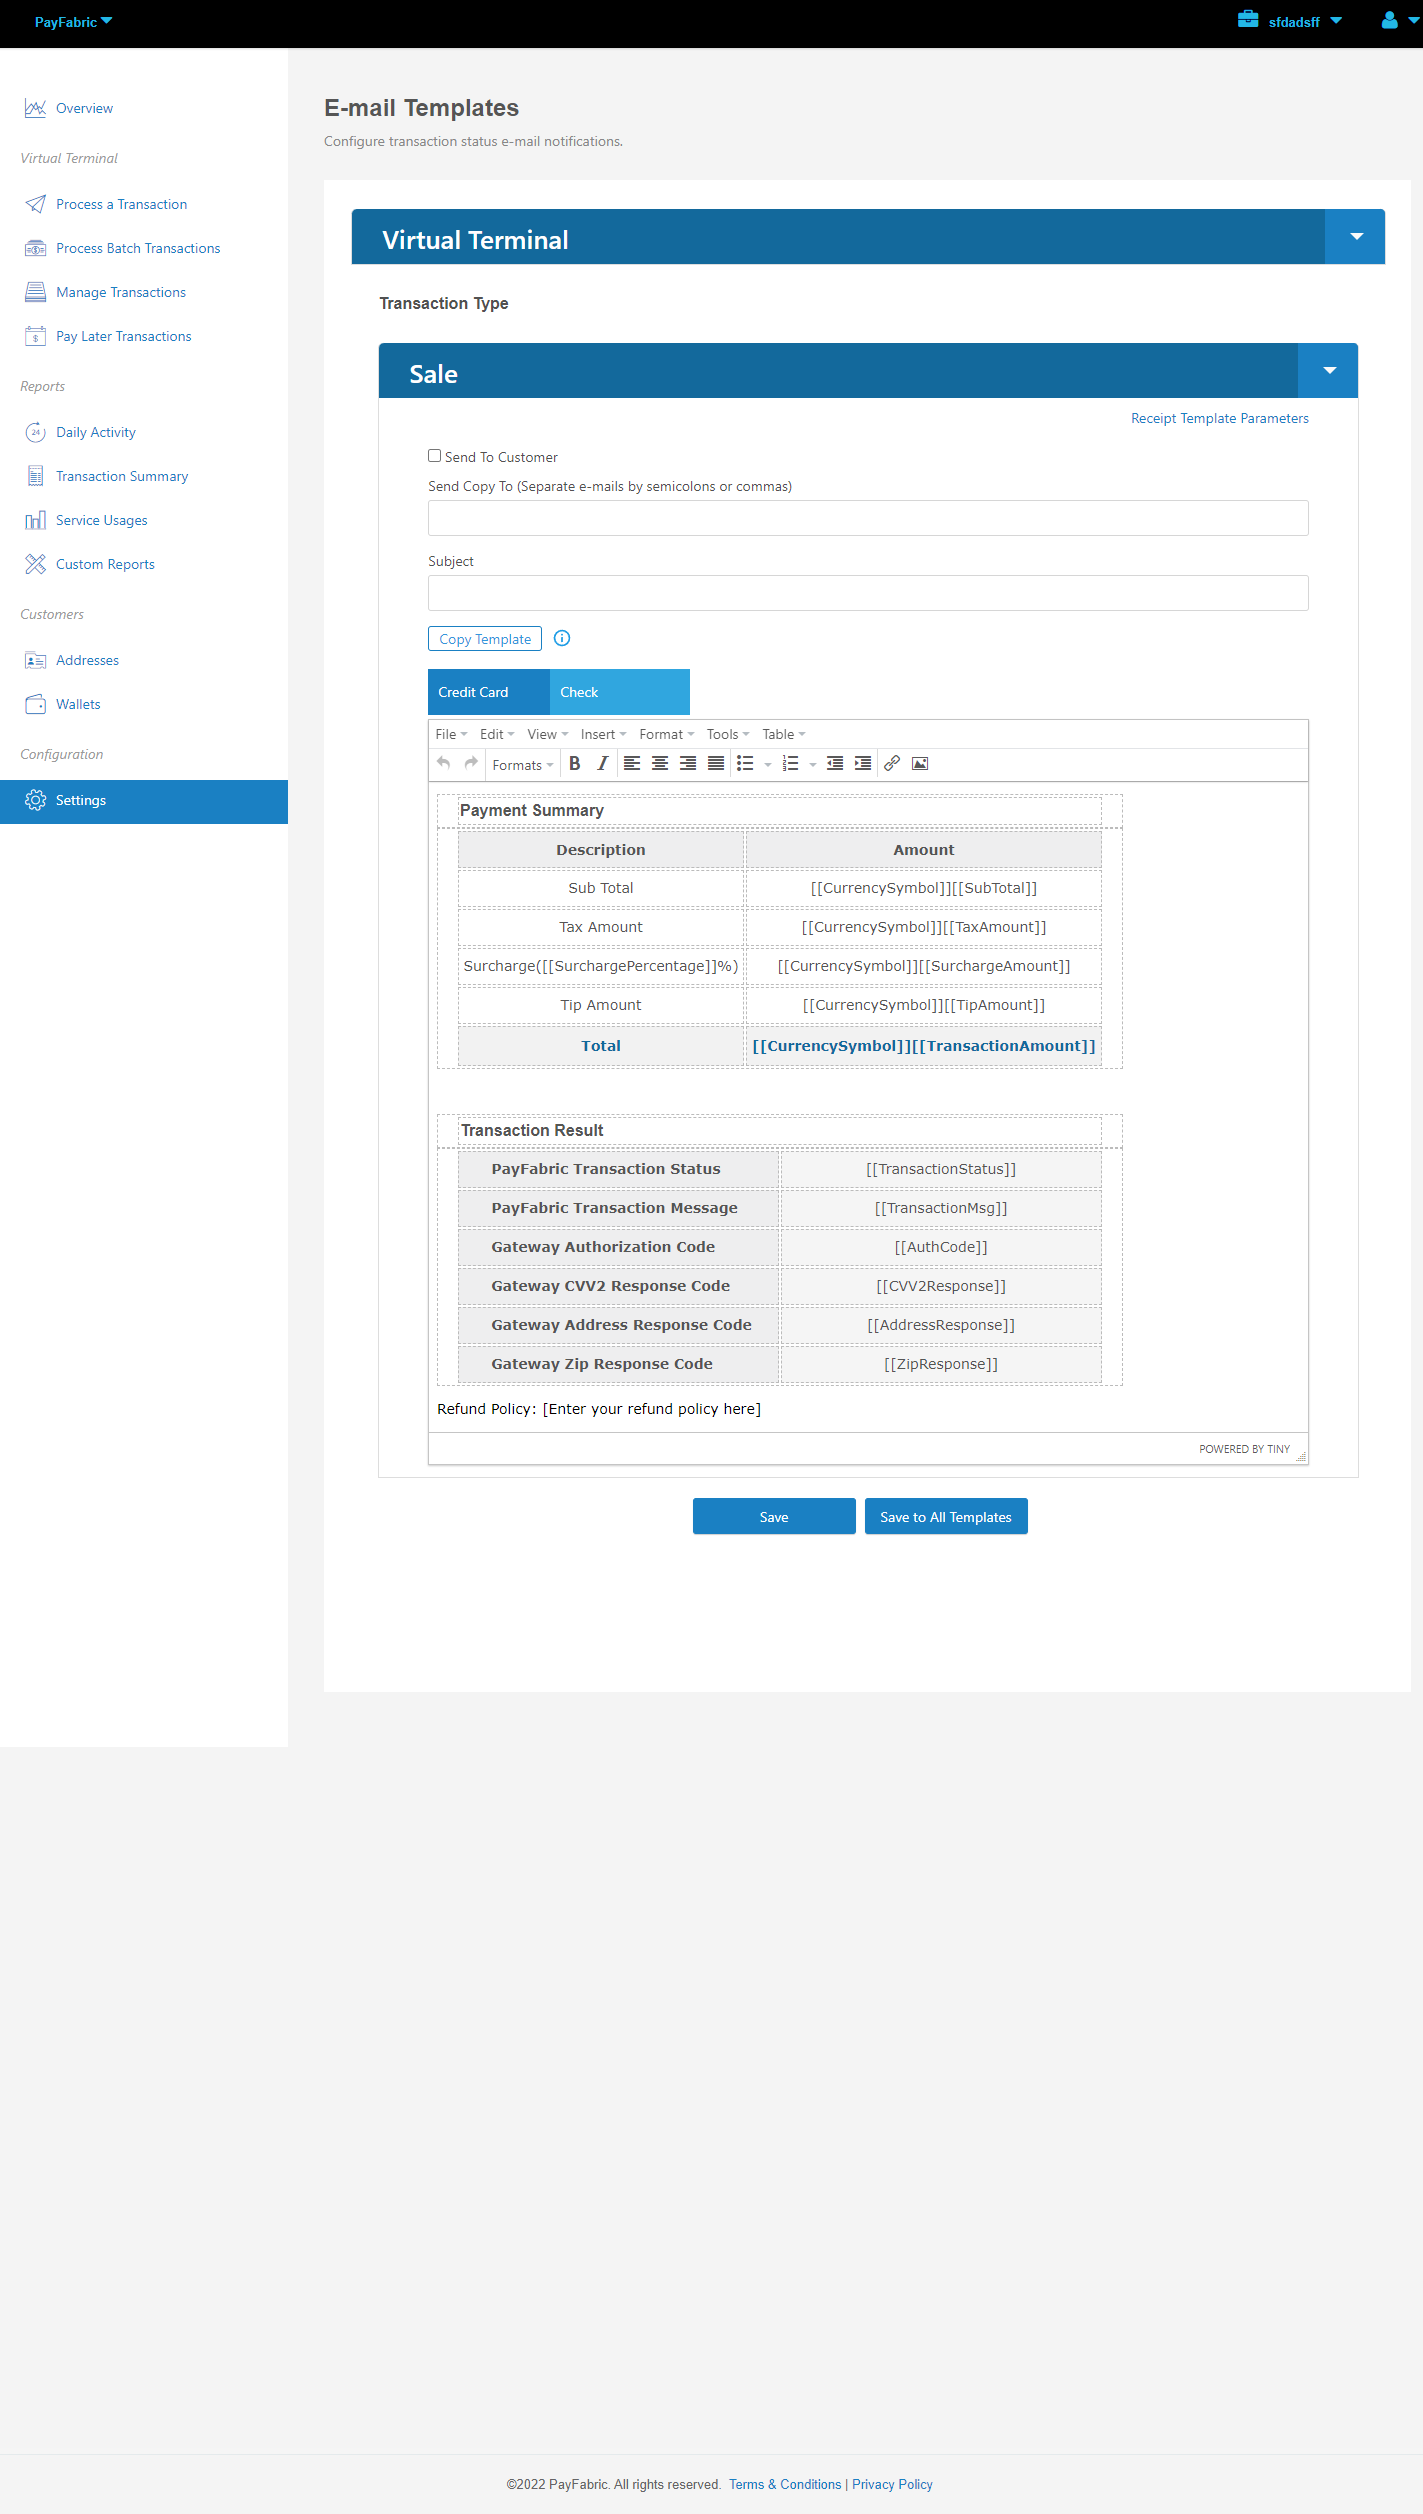 PayFabric
sfdadsff
Overview
Virtual Terminal
Process a Transaction
Process Batch Transactions
Manage Transactions
Pay Later Transactions
Reports
Daily Activity
Transaction Summary
Service Usages
Custom Reports
Customers
Addresses
Wallets
Configuration
Settings
E-mail Templates
Configure transaction status e-mail notifications.
Virtual Terminal
Transaction Type
Sale
Receipt Template Parameters
Send To Customer
Send Copy To (Separate e-mails by semicolons or commas)
Subject
Copy Template
Credit Card Check
File Edit View Insert Format Tools Table
Formats B I
Payment Summary
Description Amount
Sub Total [[CurrencySymbol]][[SubTotal]]
Tax Amount [[CurrencySymbol]][[TaxAmount]]
Surcharge([[SurchargePercentage]]%) [[CurrencySymbol]][[SurchargeAmount]]
Tip Amount [[CurrencySymbol]][[TipAmount]]
Total [[CurrencySymbol]][[TransactionAmount]]
Transaction Result
PayFabric Transaction Status [[TransactionStatus]]
PayFabric Transaction Message [[TransactionMsg]]
Gateway Authorization Code [[AuthCode]]
Gateway CVV2 Response Code [[CVV2Response]]
Gateway Address Response Code [[AddressResponse]]
Gateway Zip Response Code [[ZipResponse]]
Refund Policy: [Enter your refund policy here]
POWERED BY TINY
Save Save to All Templates
©2022 PayFabric. All rights reserved. Terms & Conditions | Privacy Policy